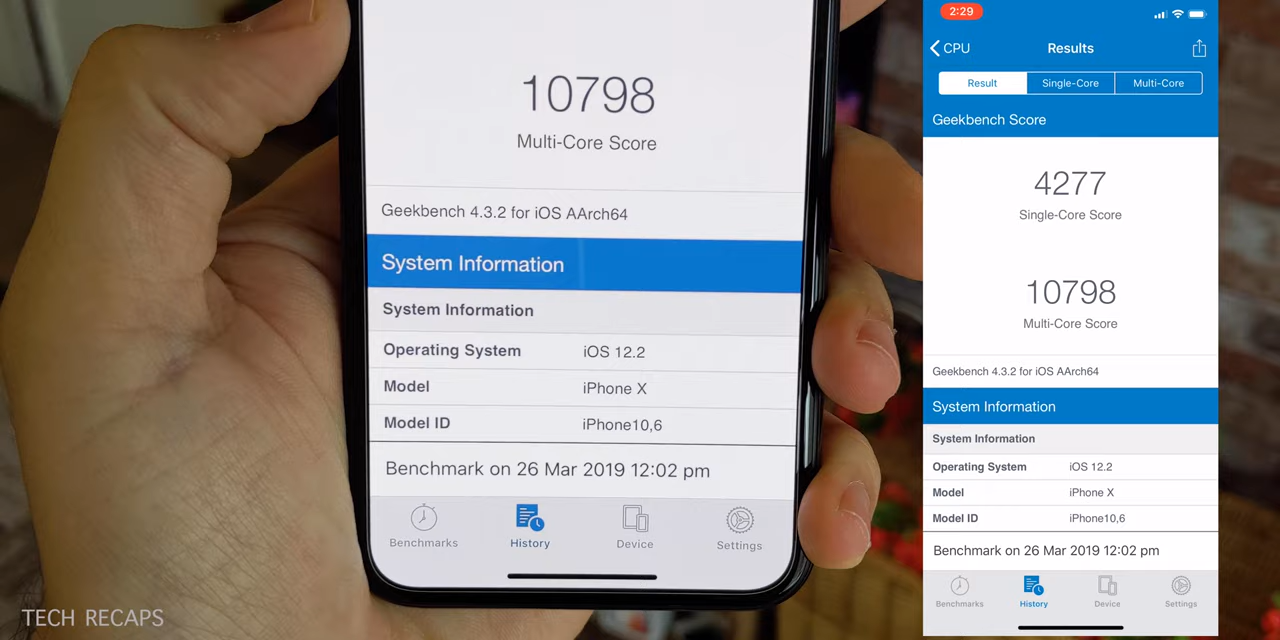 10798
Multi-Core Score
Geekbench 4.3.2 for iOS AArch64
System Information
System Information
Operating System iOS 12.2
Model iPhone X
Model ID iPhone10,6
Benchmark on 26 Mar 2019 12:02 pm
Benchmarks History Device Settings
TECH RECAPS
2:29
CPU Results
Result Single-Core Multi-Core
Geekbench Score
4277
Single-Core Score
10798
Multi-Core Score
Geekbench 4.3.2 for iOS AArch64
System Information
System Information
Operating System iOS 12.2
Model iPhone X
Model ID iPhone10,6
Benchmark on 26 Mar 2019 12:02 pm
Benchmarks History Device Settings